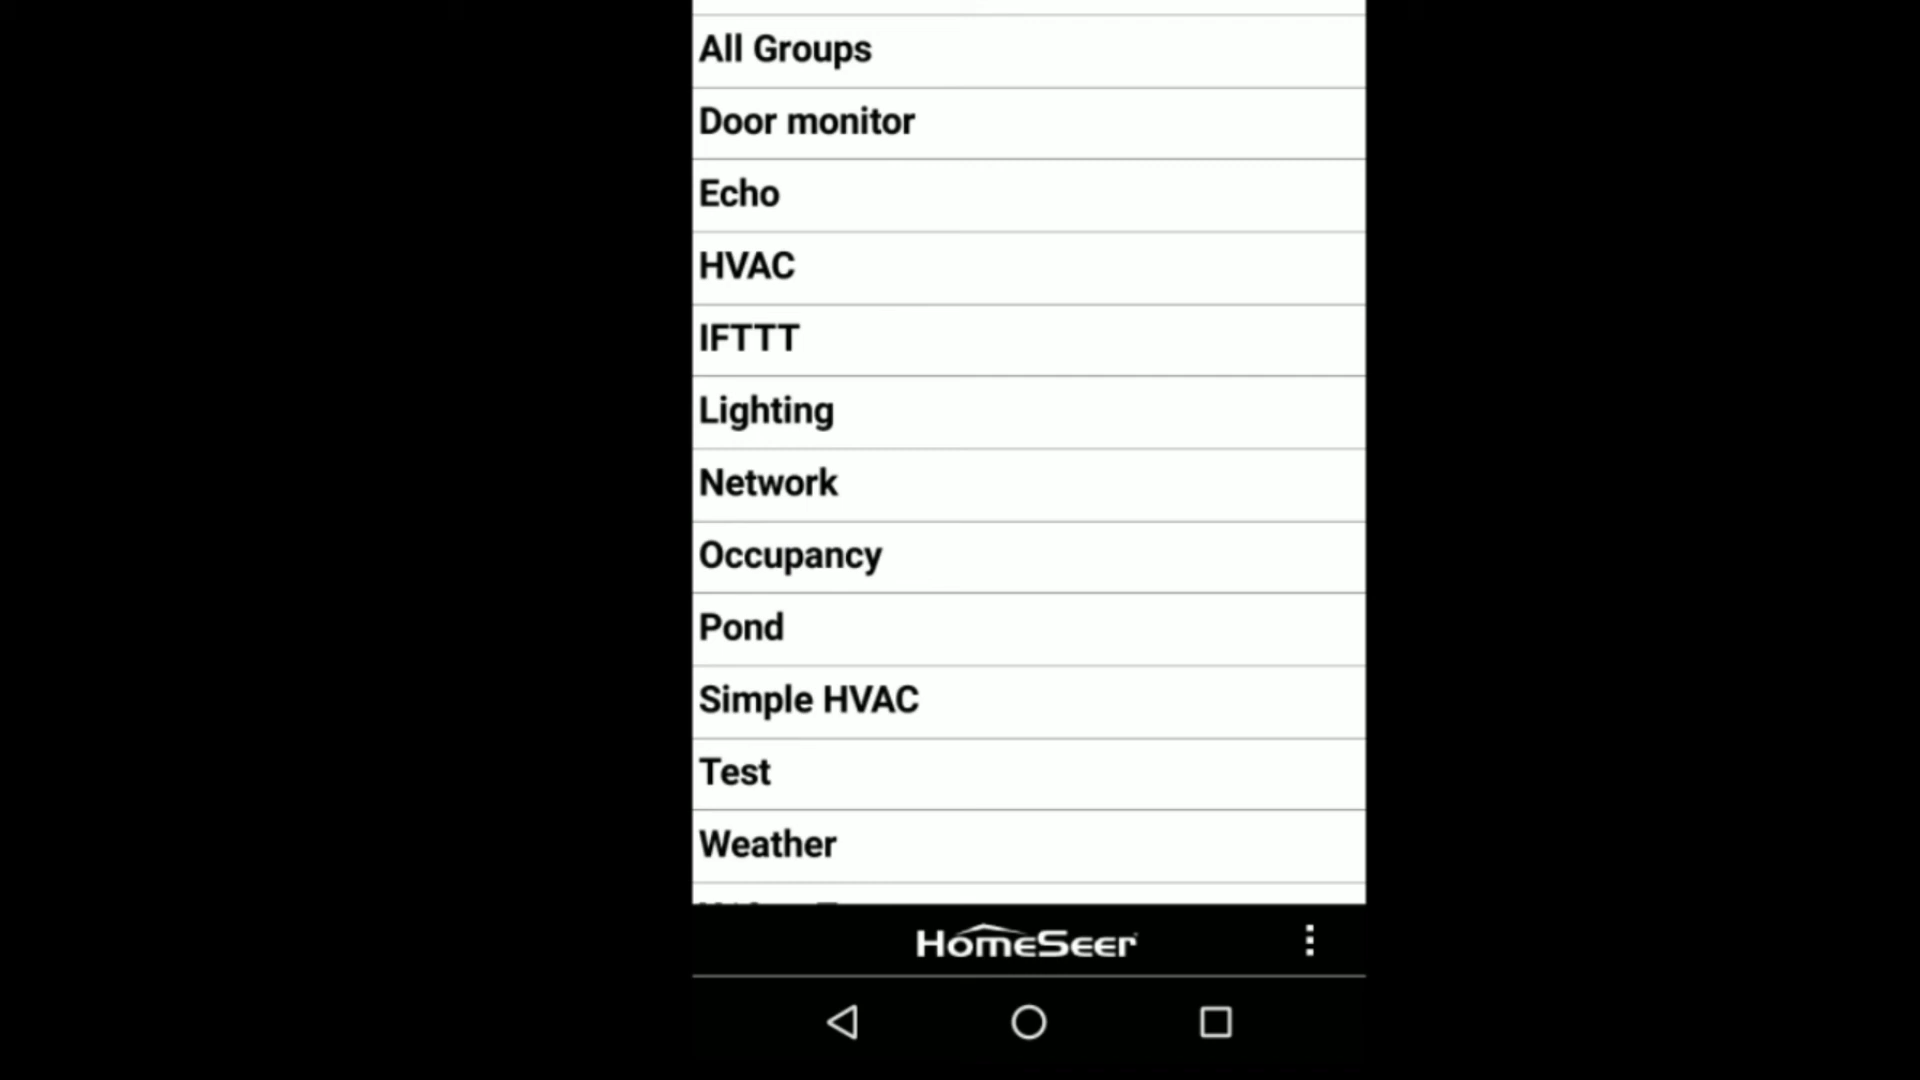 All Groups
Door monitor
Echo
HVAC
IFTTT
Lighting
Network
Occupancy
Pond
Simple HVAC
Test
Weather
HomeSeer